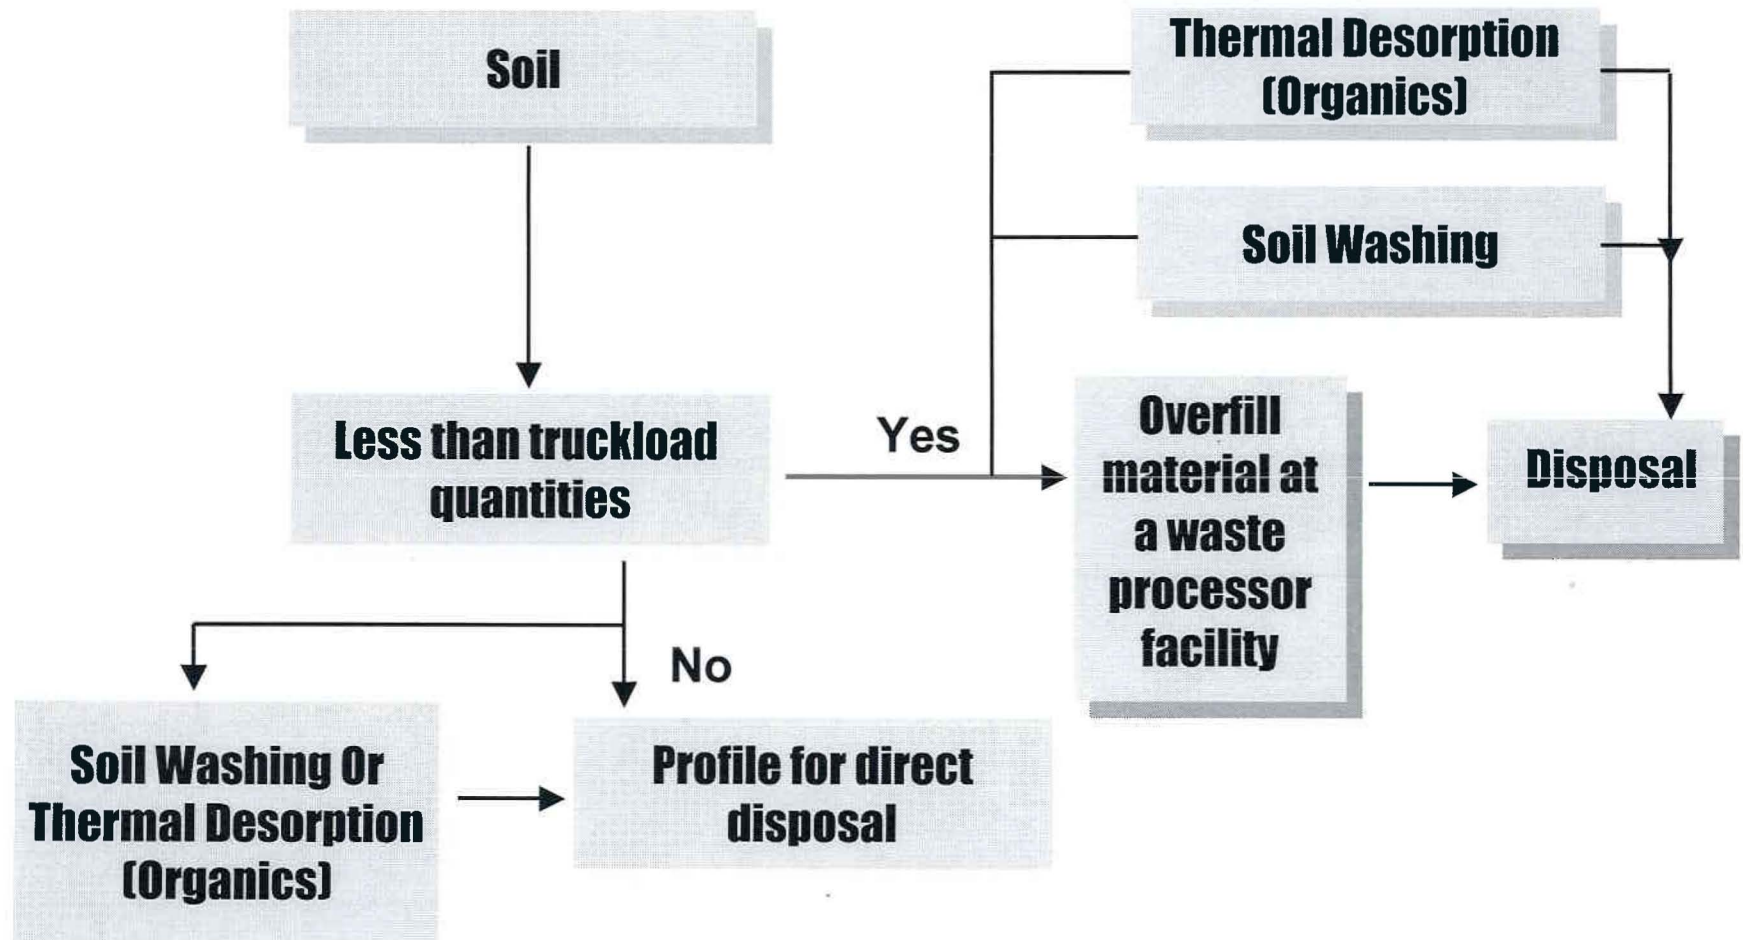 Soil
Thermal Desorption
(Organics)
Soil Washing
Less than truckload
quantities
Yes
Overfill
material at
a waste
processor
facility
Disposal
No
Soil Washing Or
Thermal Desorption
(Organics)
Profile for direct
disposal